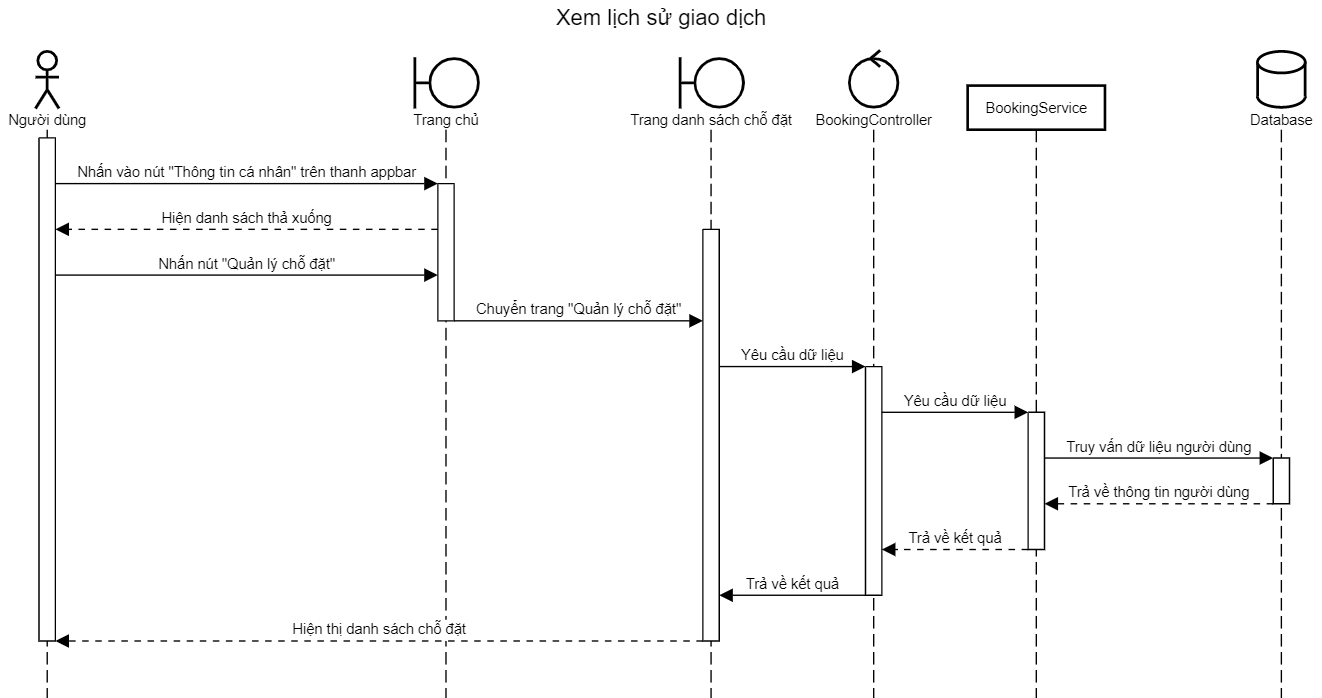 Xem lịch sử giao dịch
Người dùng
Trang chủ
Trang danh sách chỗ đặt
BookingController
BookingService
Database
Nhấn vào nút "Thông tin cá nhân" trên thanh appbar
Hiện danh sách thả xuống
Nhấn nút "Quản lý chỗ đặt"
Chuyển trang "Quản lý chỗ đặt"
Yêu cầu dữ liệu
Yêu cầu dữ liệu
Truy vấn dữ liệu người dùng
Trả về thông tin người dùng
Trả về kết quả
Trả về kết quả
Hiện thị danh sách chỗ đặt